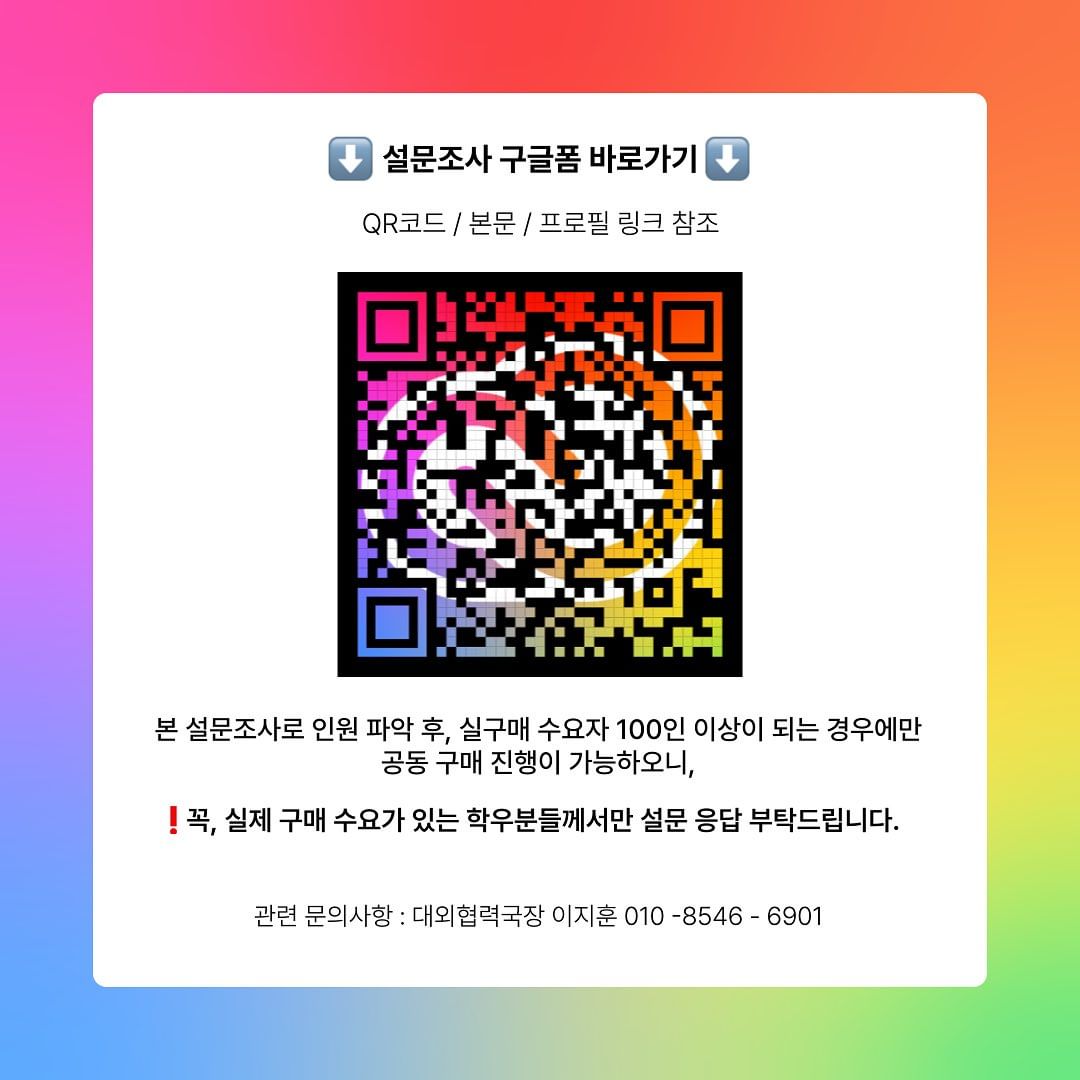 ⬇️ 설문조사 구글폼 바로가기 ⬇️
QR코드 / 본문 / 프로필 링크 참조
본 설문조사로 인원 파악 후, 실구매 수요자 100인 이상이 되는 경우에만
공동 구매 진행이 가능하오니,
❗꼭, 실제 구매 수요가 있는 학우분들께서만 설문 응답 부탁드립니다.
관련 문의사항 : 대외협력국장 이지훈 010 -8546 - 6901